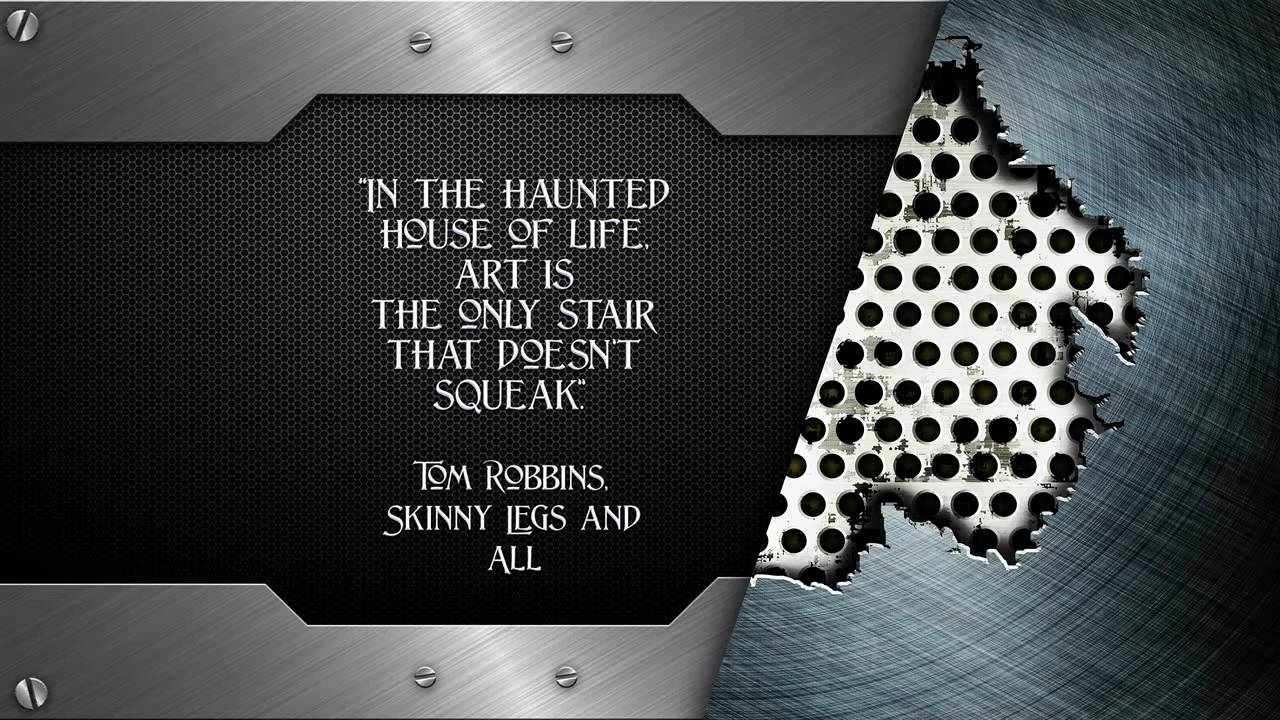 “IN THE HAUNTED
HOUSE OF LIFE,
ART IS
THE ONLY STAIR
THAT DOESN'T
SQUEAK.“
TOM ROBBINS,
SKINNY LEGS AND
ALL